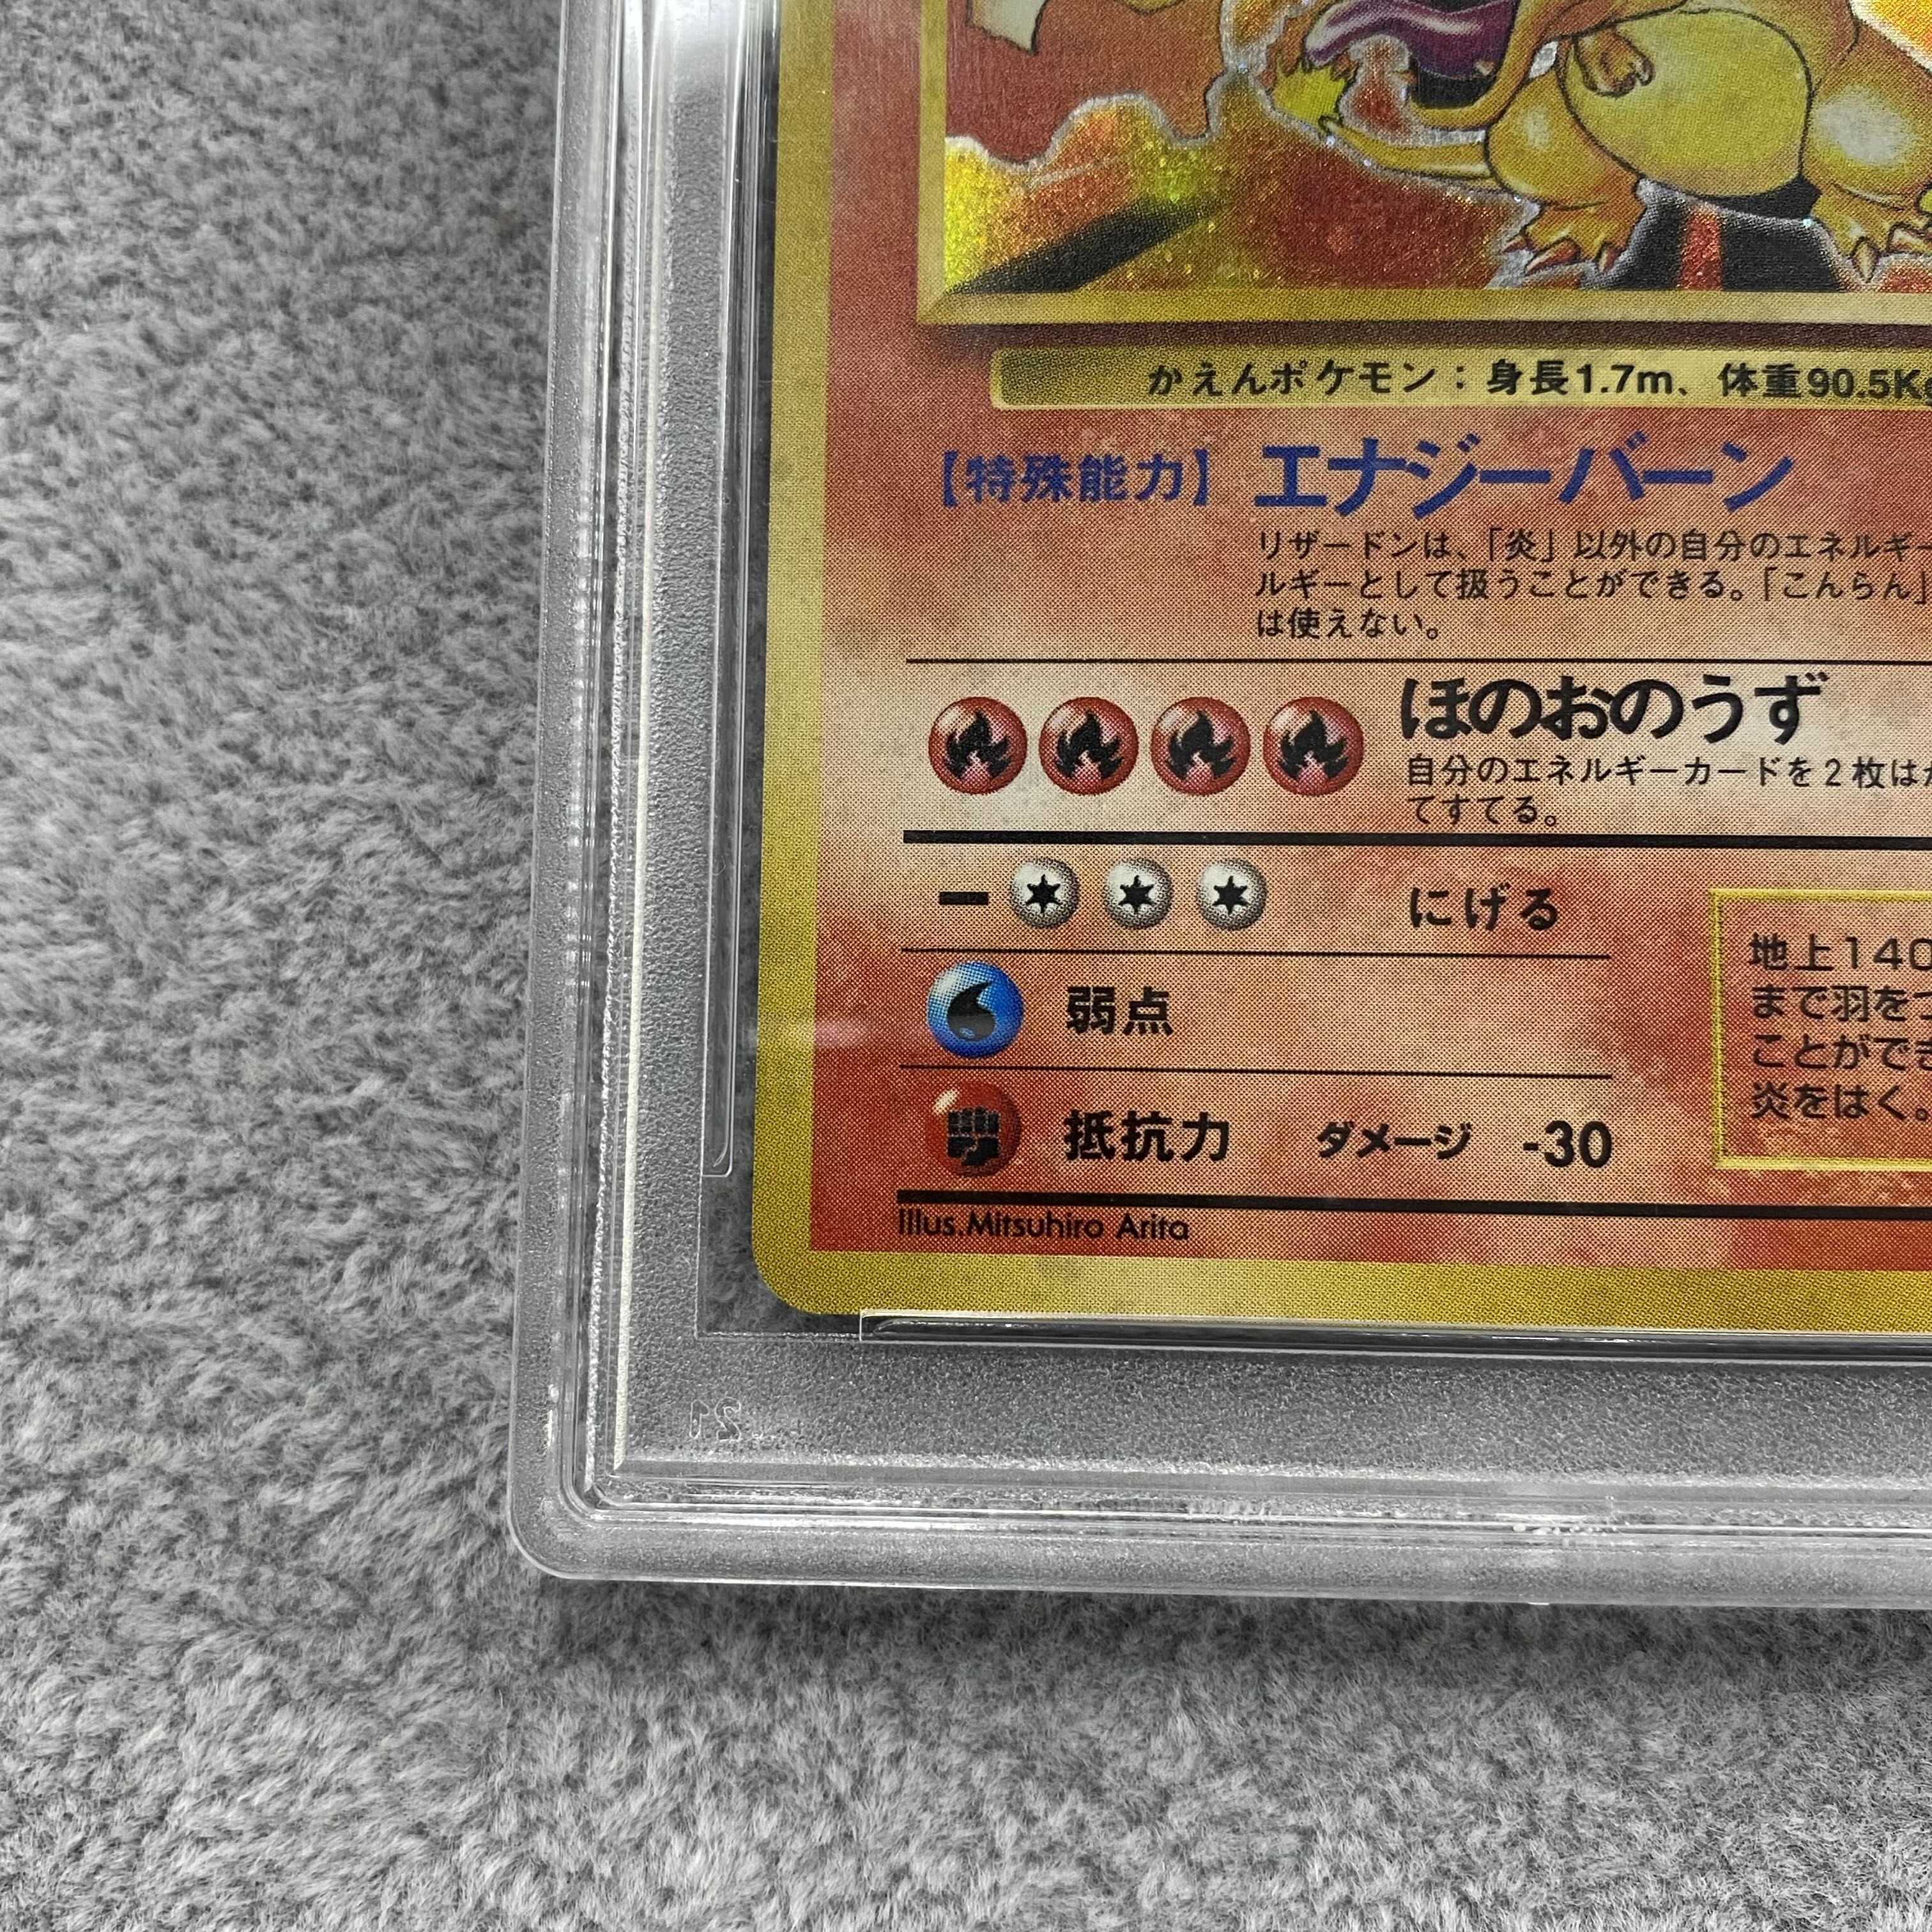 かえんポケモン：身長1.7m、体重90.5K
【特殊能力】 エナジーバーン
リザードンは、「炎」以外の自分のエネルギー
ルギーとして扱うことができる。「こんらん」
は使えない。
ほのおのうず
自分のエネルギーカードを2枚は
てすてる。
にげる
弱点
抵抗力 ダメージ -30
地上140
まで羽を
ことができ
炎をはく。
Illus.Mitsuhiro Arita
21